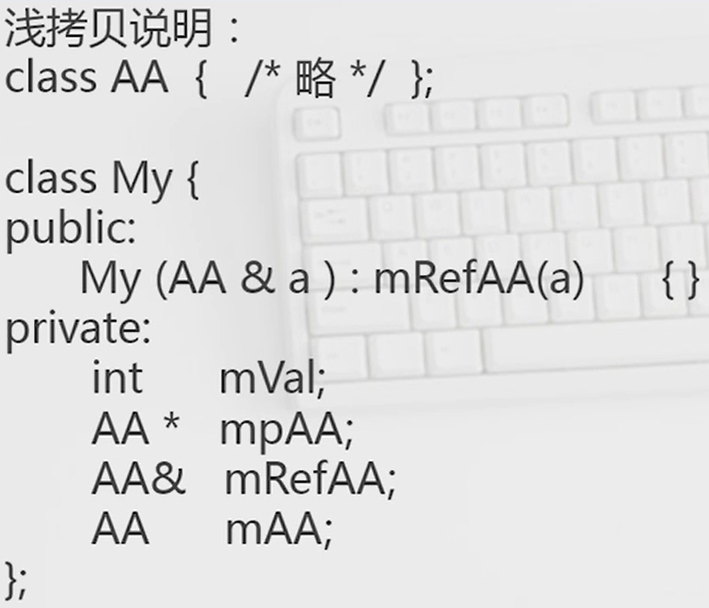 浅拷贝说明：
class AA { /* 略 */ };
class My {
public:
My (AA & a ) : mRefAA(a) { }
private:
int mVal;
AA * mpAA;
AA& mRefAA;
AA mAA;
};